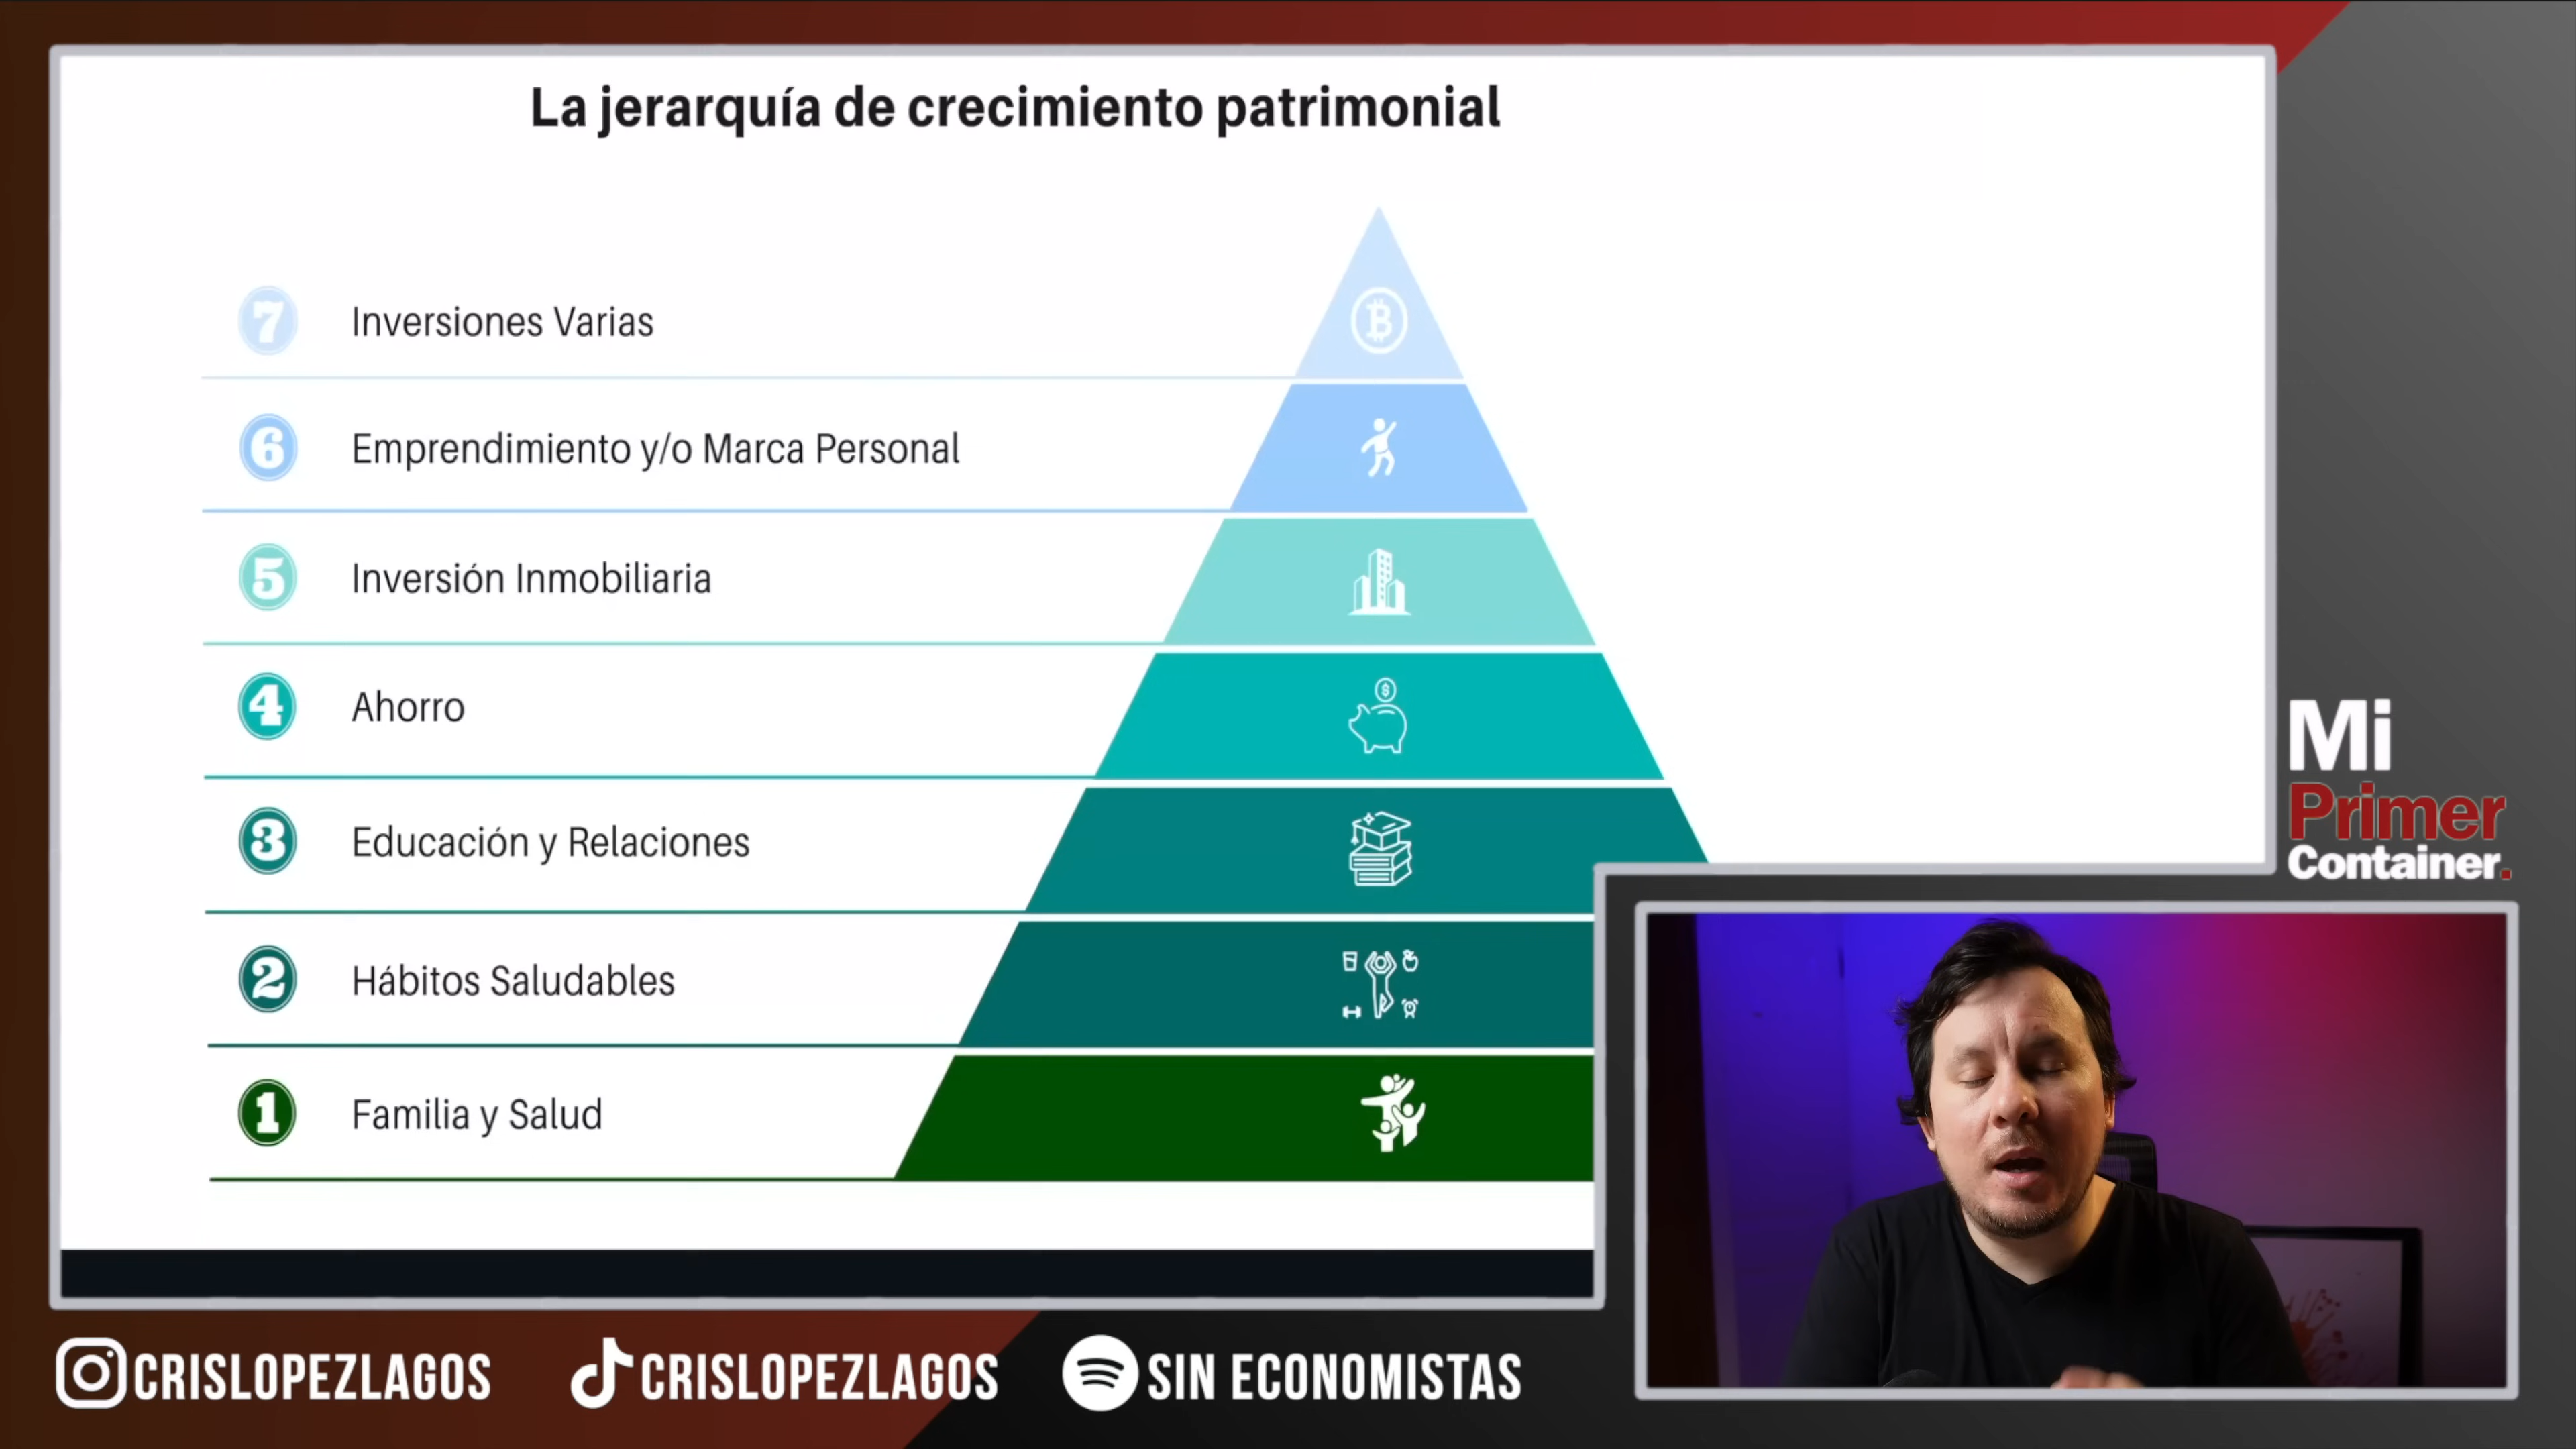 La jerarquía de crecimiento patrimonial
7 Inversiones Varias
6 Emprendimiento y/o Marca Personal
5 Inversión Inmobiliaria
4 Ahorro
3 Educación y Relaciones
2 Hábitos Saludables
1 Familia y Salud
Mi
Primer
Container.
CRISLOPEZLAGOS
CRISLOPEZLAGOS
SIN ECONOMISTAS